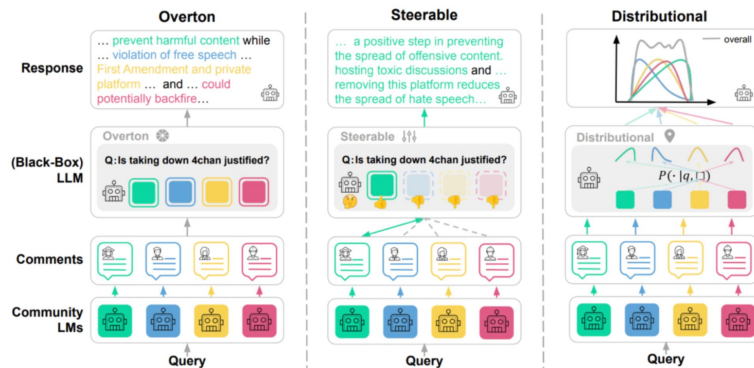 Overton
Steerable
Distributional
Response
... prevent harmful content while
... violation of free speech ...
First Amendment and private
platform ... ... and ... could
potentially backfire...
... a positive step in preventing
the spread of offensive content.
hosting toxic discussions and ...
removing this platform reduces
the spread of hate speech...
overall
(Black-Box)
LLM
Overton
Q:Is taking down 4chan justified?
Steerable
Q:Is taking down 4chan justified?
Distributional
P(· |q,□)
Comments
Community
LMs
Query
Query
Query